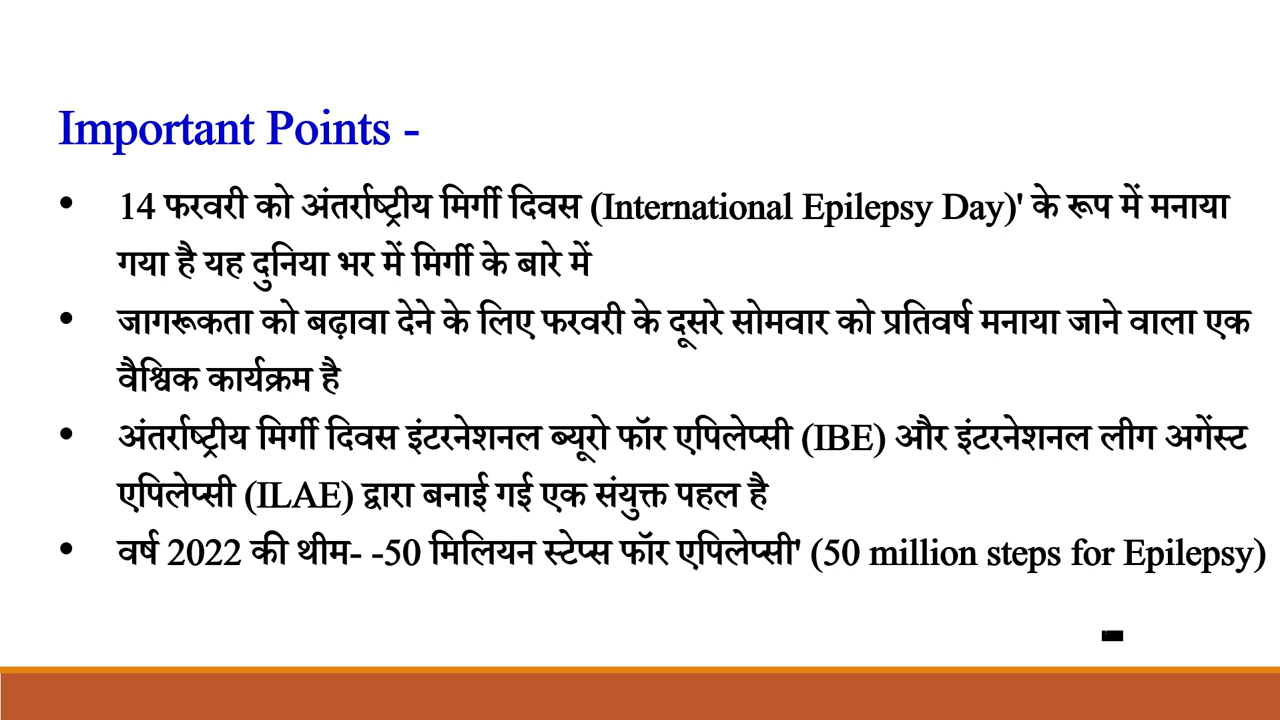 Important Points -
• 14 फरवरी को अंतर्राष्ट्रीय मिर्गी दिवस (International Epilepsy Day)' के रूप में मनाया
गया है यह दुनिया भर में मिर्गी के बारे में
• जागरूकता को बढ़ावा देने के लिए फरवरी के दूसरे सोमवार को प्रतिवर्ष मनाया जाने वाला एक
वैश्विक कार्यक्रम है
• अंतर्राष्ट्रीय मिर्गी दिवस इंटरनेशनल ब्यूरो फॉर एपिलेप्सी (IBE) और इंटरनेशनल लीग अगेंस्ट
एपिलेप्सी (ILAE) द्वारा बनाई गई एक संयुक्त पहल है
• वर्ष 2022 की थीम- -50 मिलियन स्टेप्स फॉर एपिलेप्सी' (50 million steps for Epilepsy)